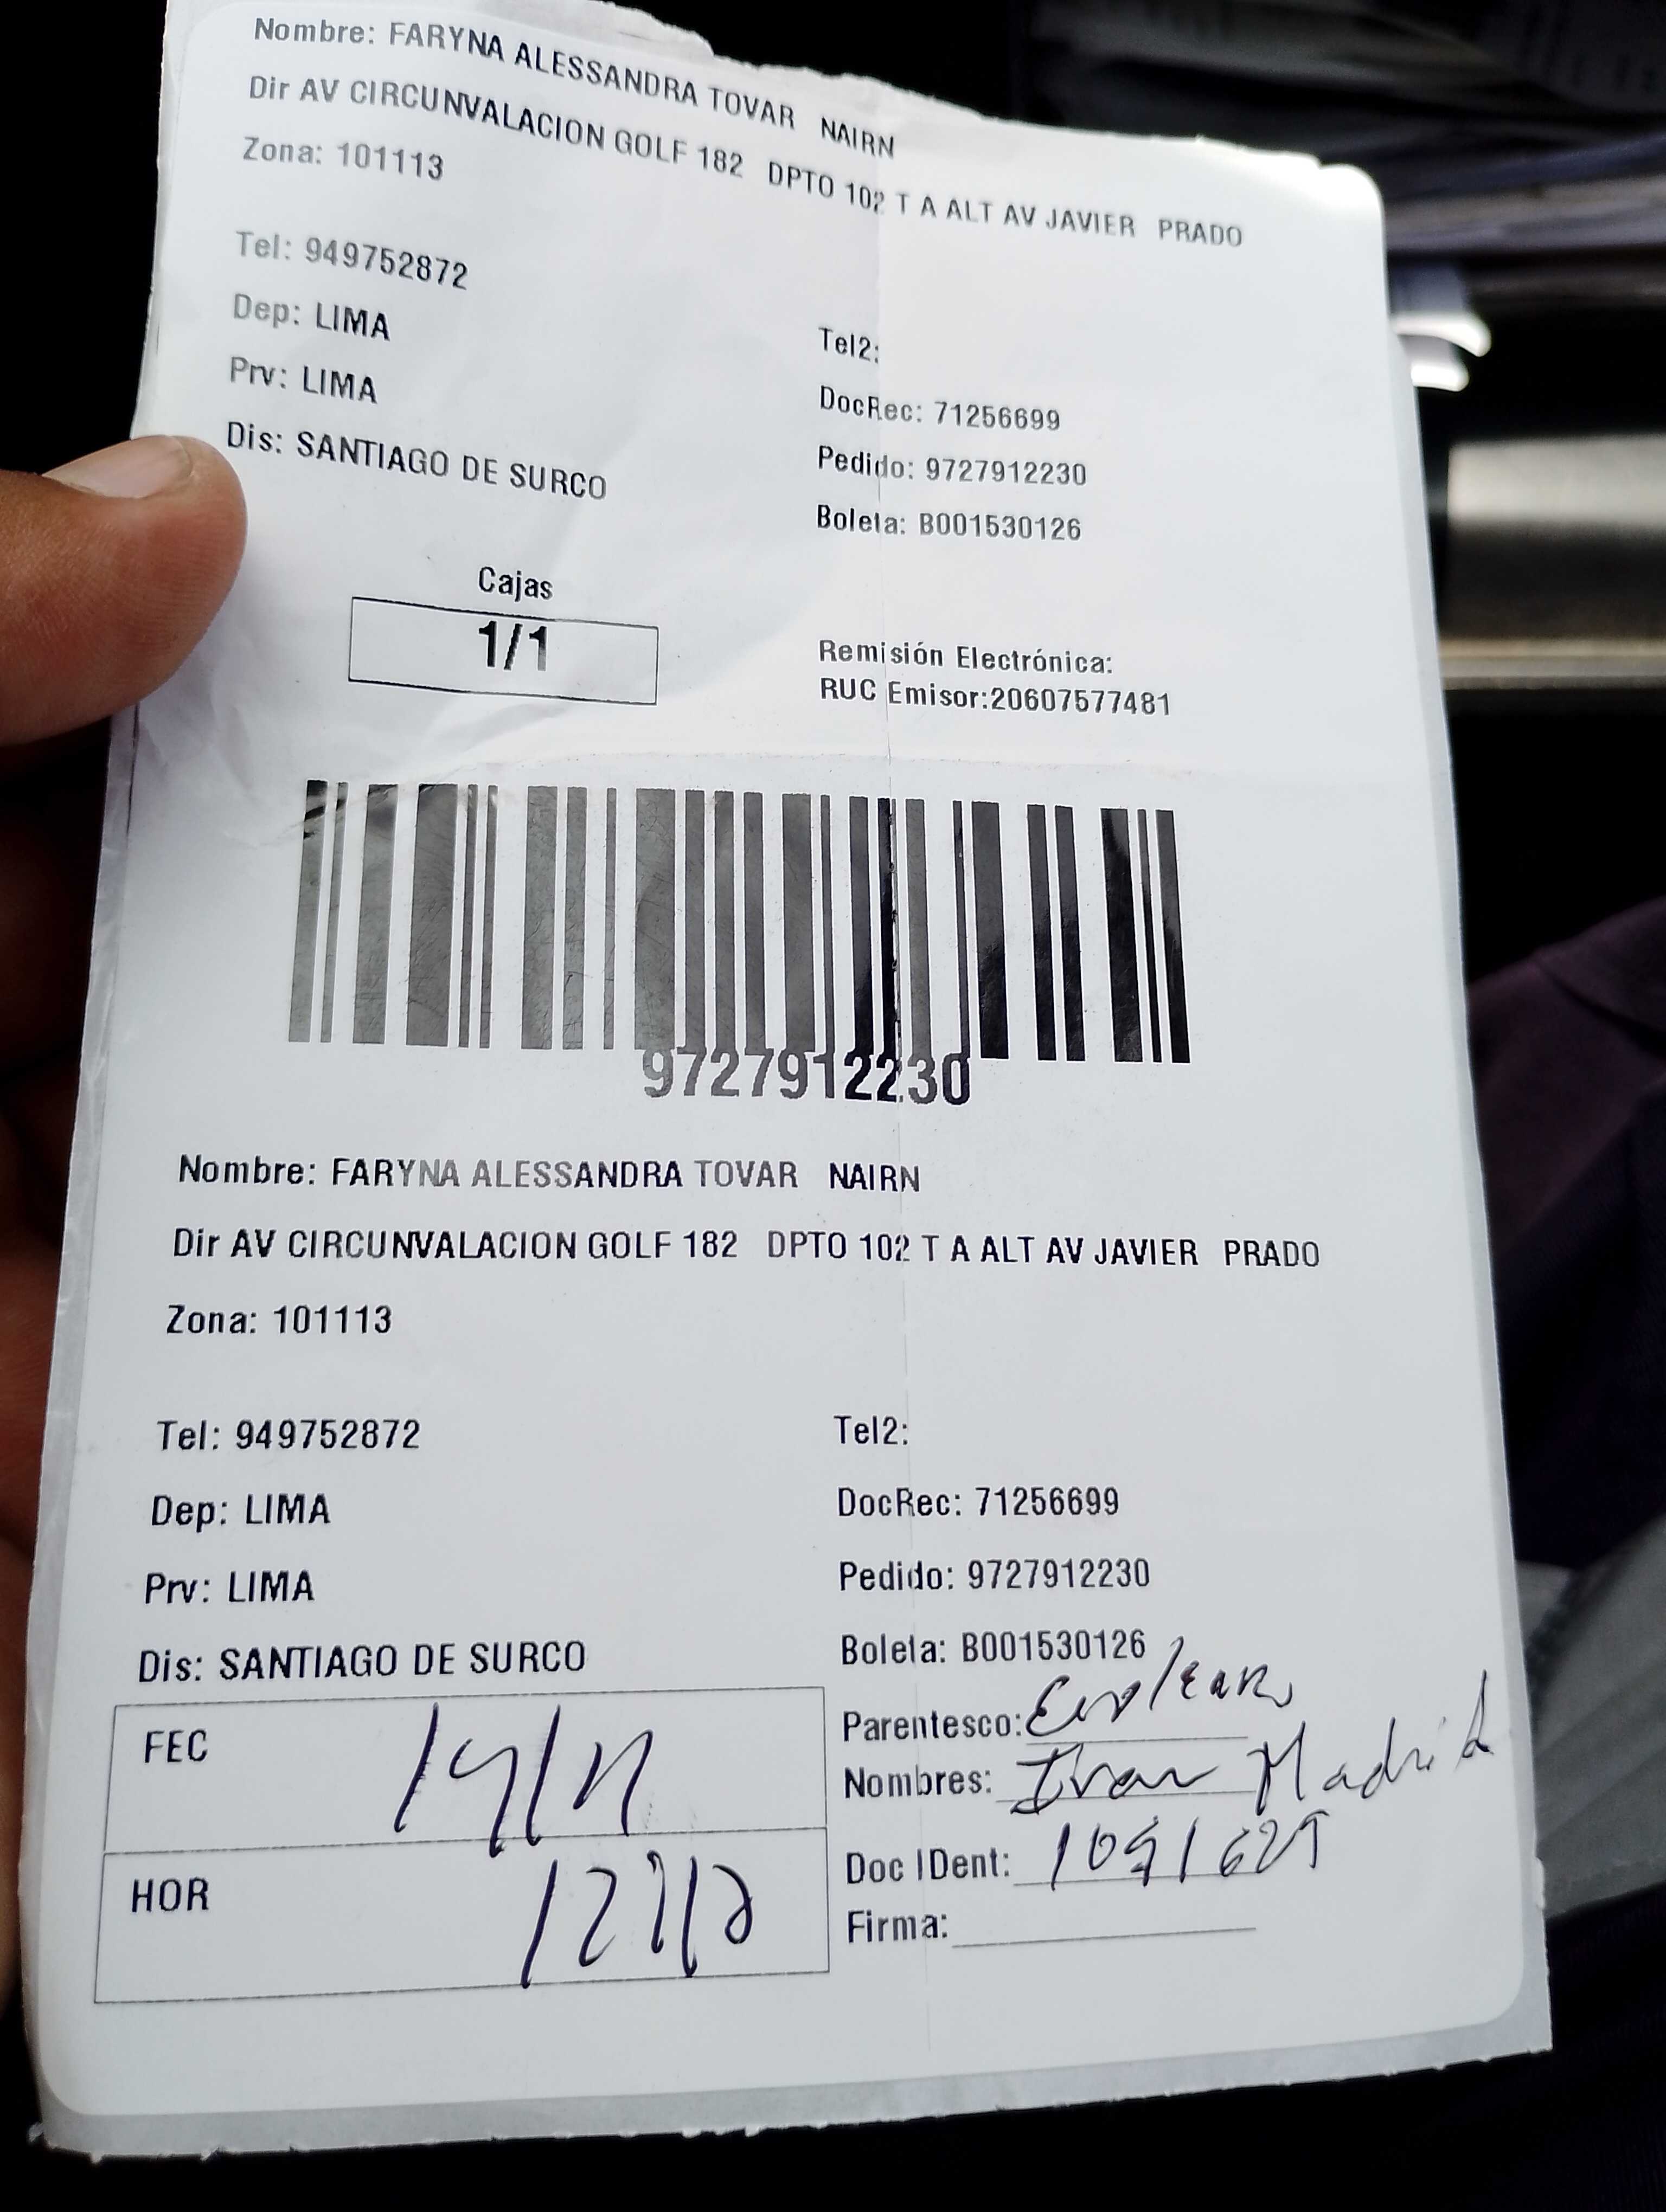 Nombre: FARYNA ALESSANDRA TOVAR NAIRN
Dir AV CIRCUNVALACION GOLF 182 DPTO 102 T A ALT AV JAVIER PRADO
Zona: 101113
Tel: 949752872
Tel2:
Dep: LIMA
DocRec: 71256699
Prv: LIMA
Pedido: 9727912230
Dis: SANTIAGO DE SURCO
Boleta: B001530126
Cajas
1/1
Remisión Electrónica:
RUC Emisor:20607577481
9727912230
Nombre: FARYNA ALESSANDRA TOVAR NAIRN
Dir AV CIRCUNVALACION GOLF 182 DPTO 102 T A ALT AV JAVIER PRADO
Zona: 101113
Tel: 949752872
Tel2:
Dep: LIMA
DocRec: 71256699
Prv: LIMA
Pedido: 9727912230
Dis: SANTIAGO DE SURCO
Boleta: B001530126
FEC
Parentesco:
Nombres: Ivan Madrid
HOR
Doc IDent:
Firma: